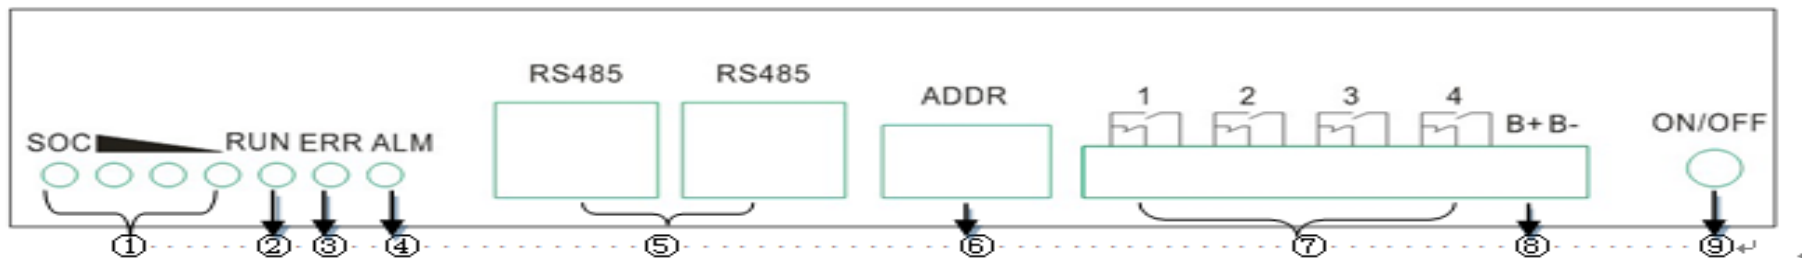 RS485 RS485
ADDR 1 2 3 4
SOC RUN ERR ALM B+ B- ON/OFF
① ② ③ ④ ⑤ ⑥ ⑦ ⑧ ⑨